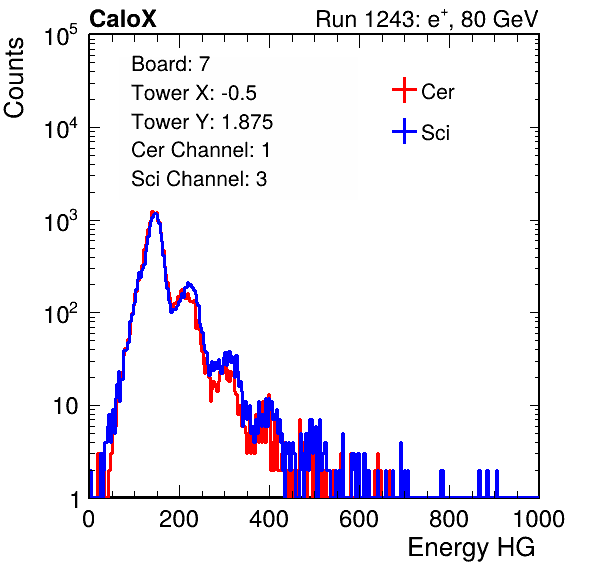 CaloX Run 1243: e⁺, 80 GeV
Counts
Board: 7
Tower X: -0.5
Tower Y: 1.875
Cer Channel: 1
Sci Channel: 3
Cer
Sci
10⁵
10⁴
10³
10²
10
1
0 200 400 600 800 1000
Energy HG